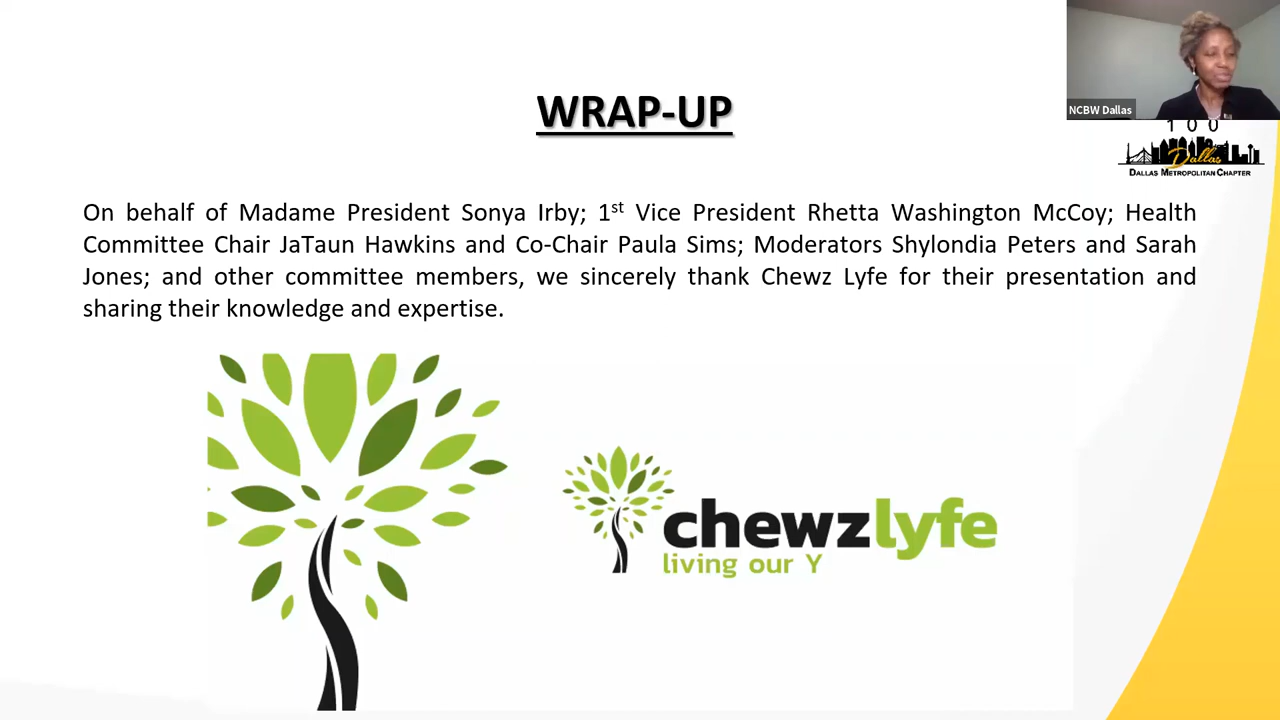 WRAP-UP
NCBW Dallas
100
Dallas
DALLAS METROPOLITAN CHAPTER
On behalf of Madame President Sonya Irby; 1st Vice President Rhetta Washington McCoy; Health
Committee Chair JaTaun Hawkins and Co-Chair Paula Sims; Moderators Shylondia Peters and Sarah
Jones; and other committee members, we sincerely thank Chewz Lyfe for their presentation and
sharing their knowledge and expertise.
chewzlyfe
living our Y